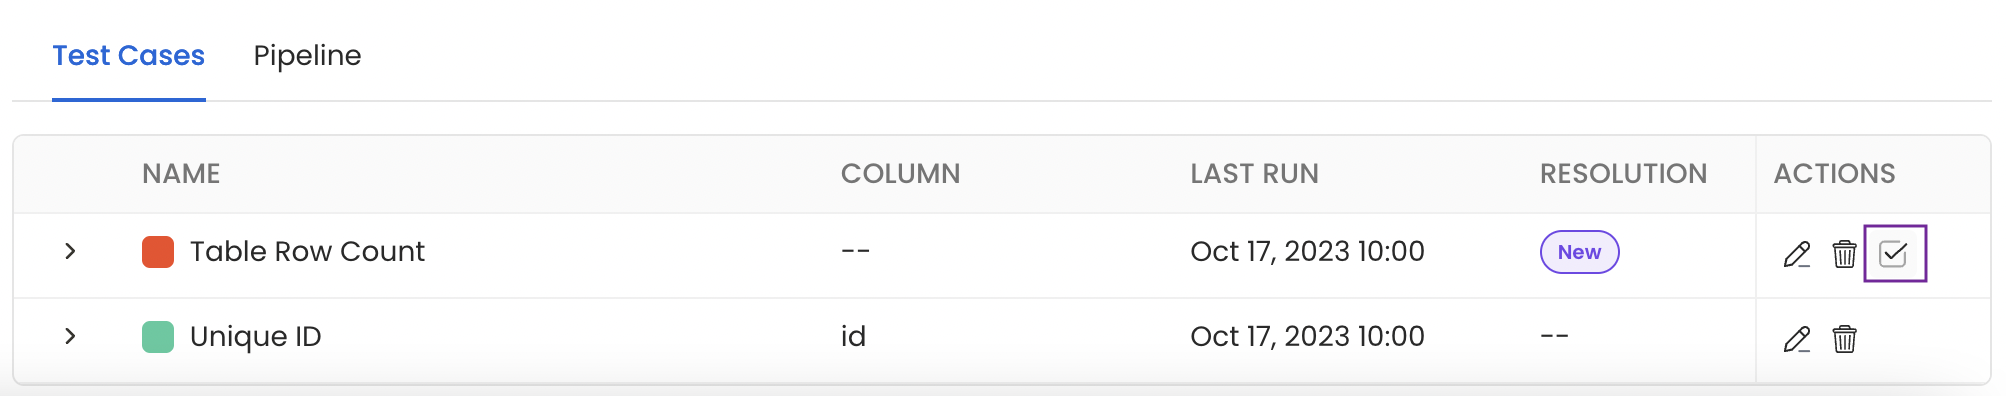 Test Cases Pipeline
NAME COLUMN LAST RUN RESOLUTION ACTIONS
Table Row Count -- Oct 17, 2023 10:00 New
Unique ID id Oct 17, 2023 10:00 --